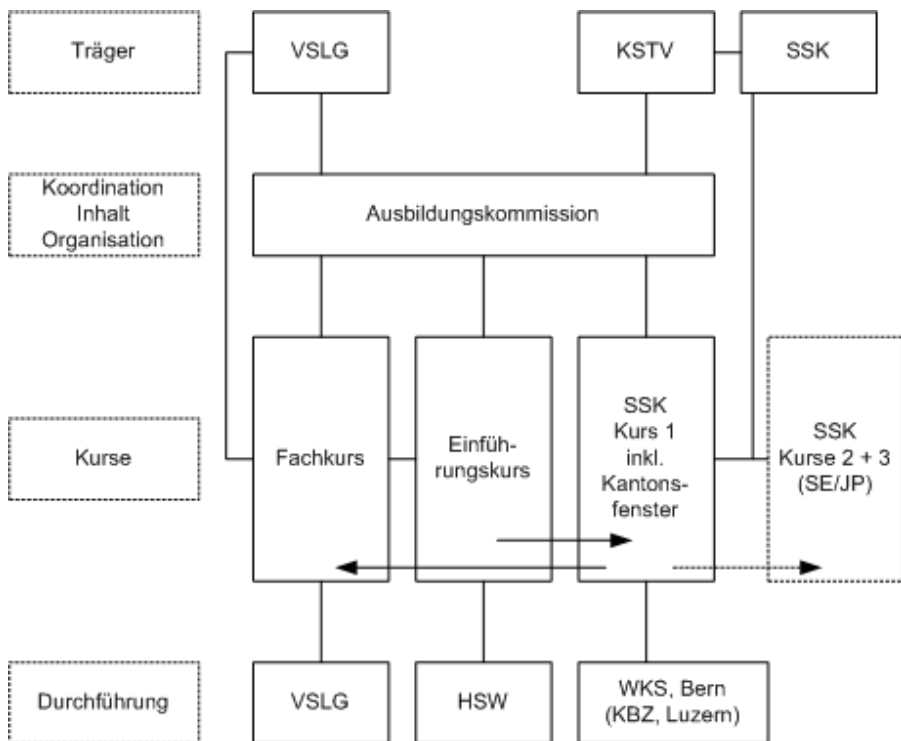 Träger
VSLG
KSTV
SSK
Koordination
Inhalt
Organisation
Ausbildungskommission
Kurse
Fachkurs
Einfüh-
rungskurs
SSK
Kurs 1
inkl.
Kantons-
fenster
SSK
Kurse 2 + 3
(SE/JP)
Durchführung
VSLG
HSW
WKS, Bern
(KBZ, Luzern)